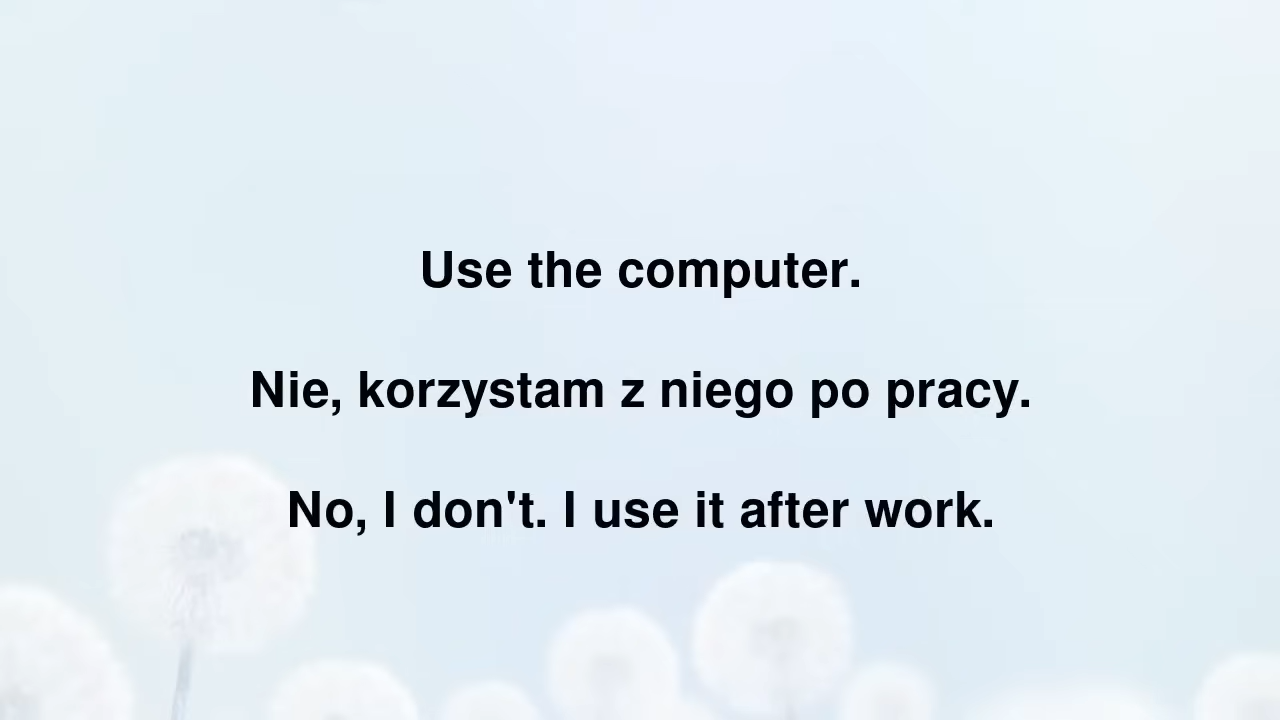 Use the computer.
Nie, korzystam z niego po pracy.
No, I don't. I use it after work.